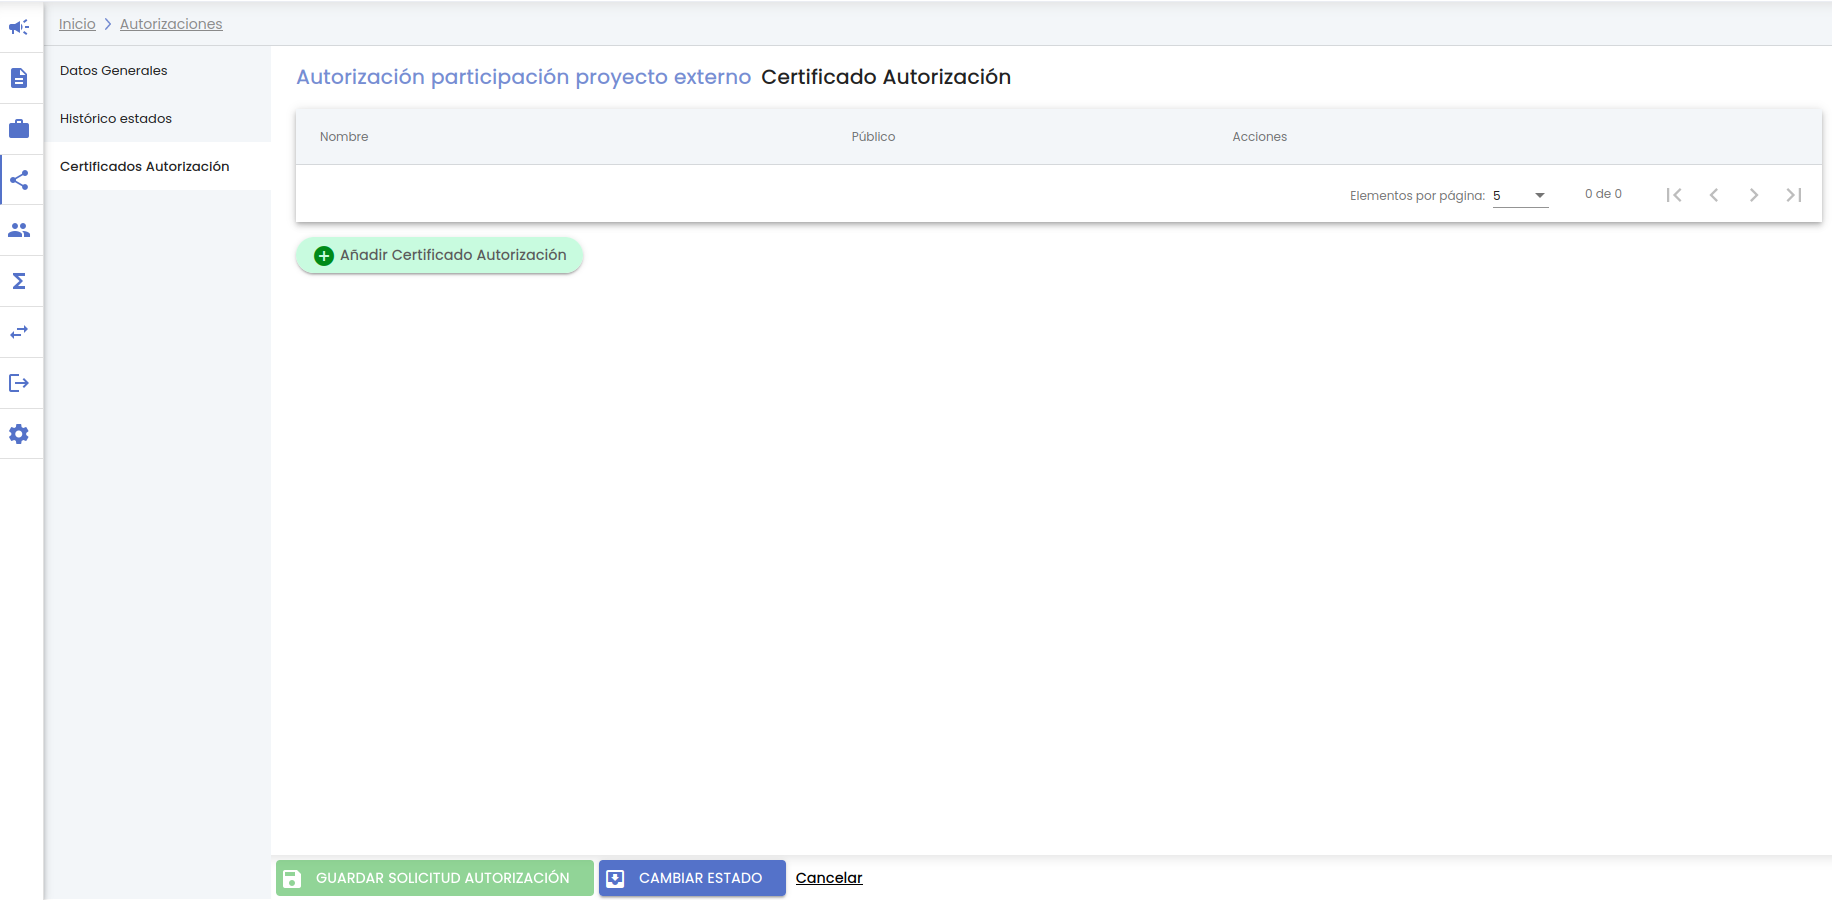 Inicio > Autorizaciones
Datos Generales
Histórico estados
Certificados Autorización
Autorización participación proyecto externo Certificado Autorización
Nombre Público Acciones
Elementos por página: 5 0 de 0
Añadir Certificado Autorización
GUARDAR SOLICITUD AUTORIZACIÓN CAMBIAR ESTADO Cancelar